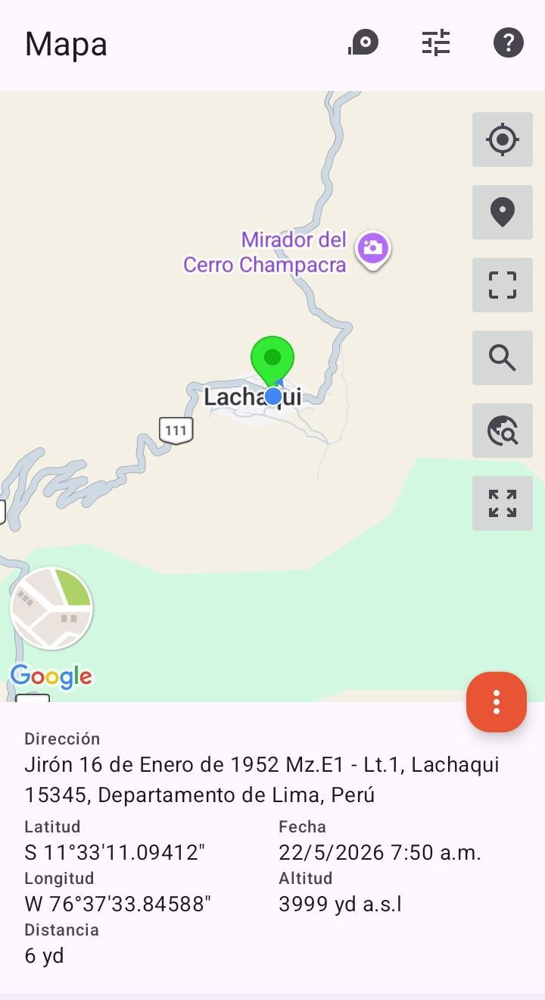 Mapa
Mirador del
Cerro Champacra
Lachaqui
111
Google
Dirección
Jirón 16 de Enero de 1952 Mz.E1 - Lt.1, Lachaqui
15345, Departamento de Lima, Perú
Latitud
S 11°33'11.09412"
Fecha
22/5/2026 7:50 a.m.
Longitud
W 76°37'33.84588"
Altitud
3999 yd a.s.l
Distancia
6 yd